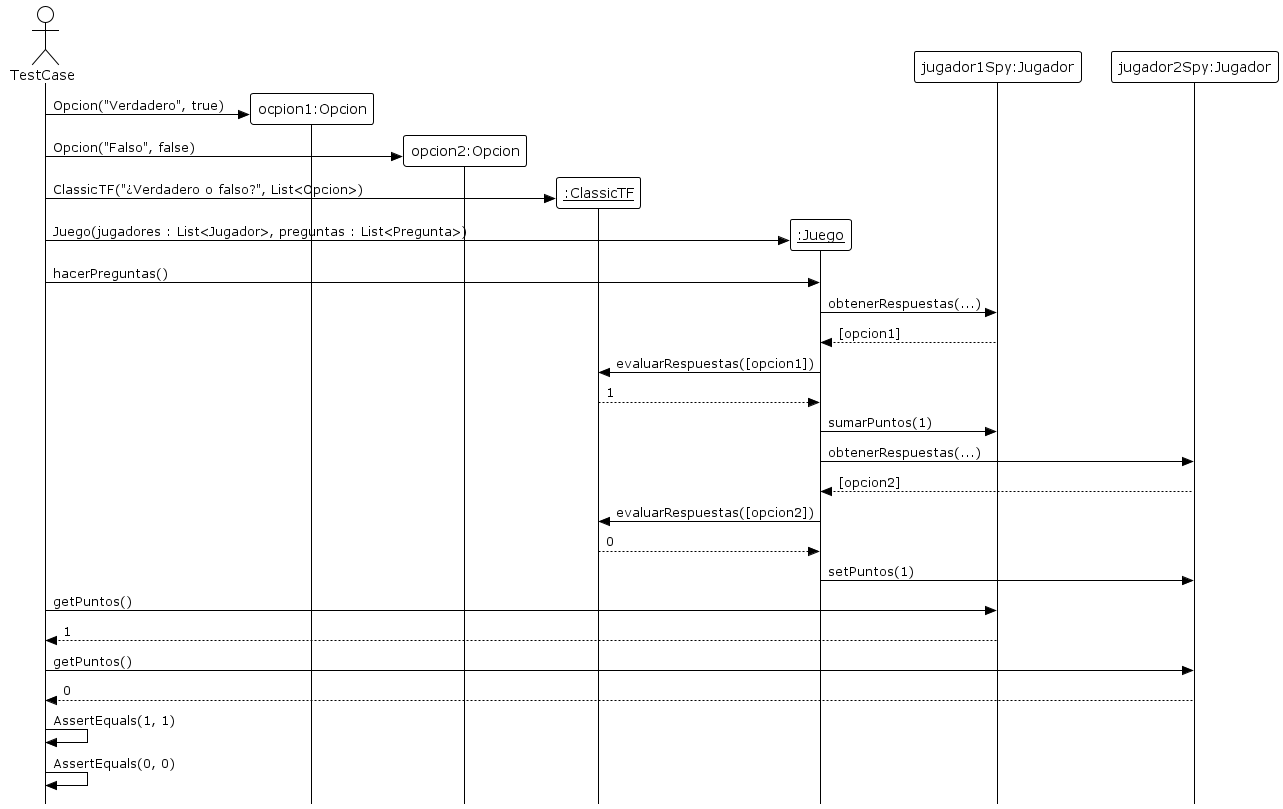 TestCase
jugador1Spy:Jugador
jugador2Spy:Jugador
Opcion("Verdadero", true)
ocpion1:Opcion
Opcion("Falso", false)
opcion2:Opcion
ClassicTF("¿Verdadero o falso?", List<Opcion>)
:ClassicTF
Juego(jugadores : List<Jugador>, preguntas : List<Pregunta>)
:Juego
hacerPreguntas()
obtenerRespuestas(...)
[opcion1]
evaluarRespuestas([opcion1])
1
sumarPuntos(1)
obtenerRespuestas(...)
[opcion2]
evaluarRespuestas([opcion2])
0
setPuntos(1)
getPuntos()
1
getPuntos()
0
AssertEquals(1, 1)
AssertEquals(0, 0)